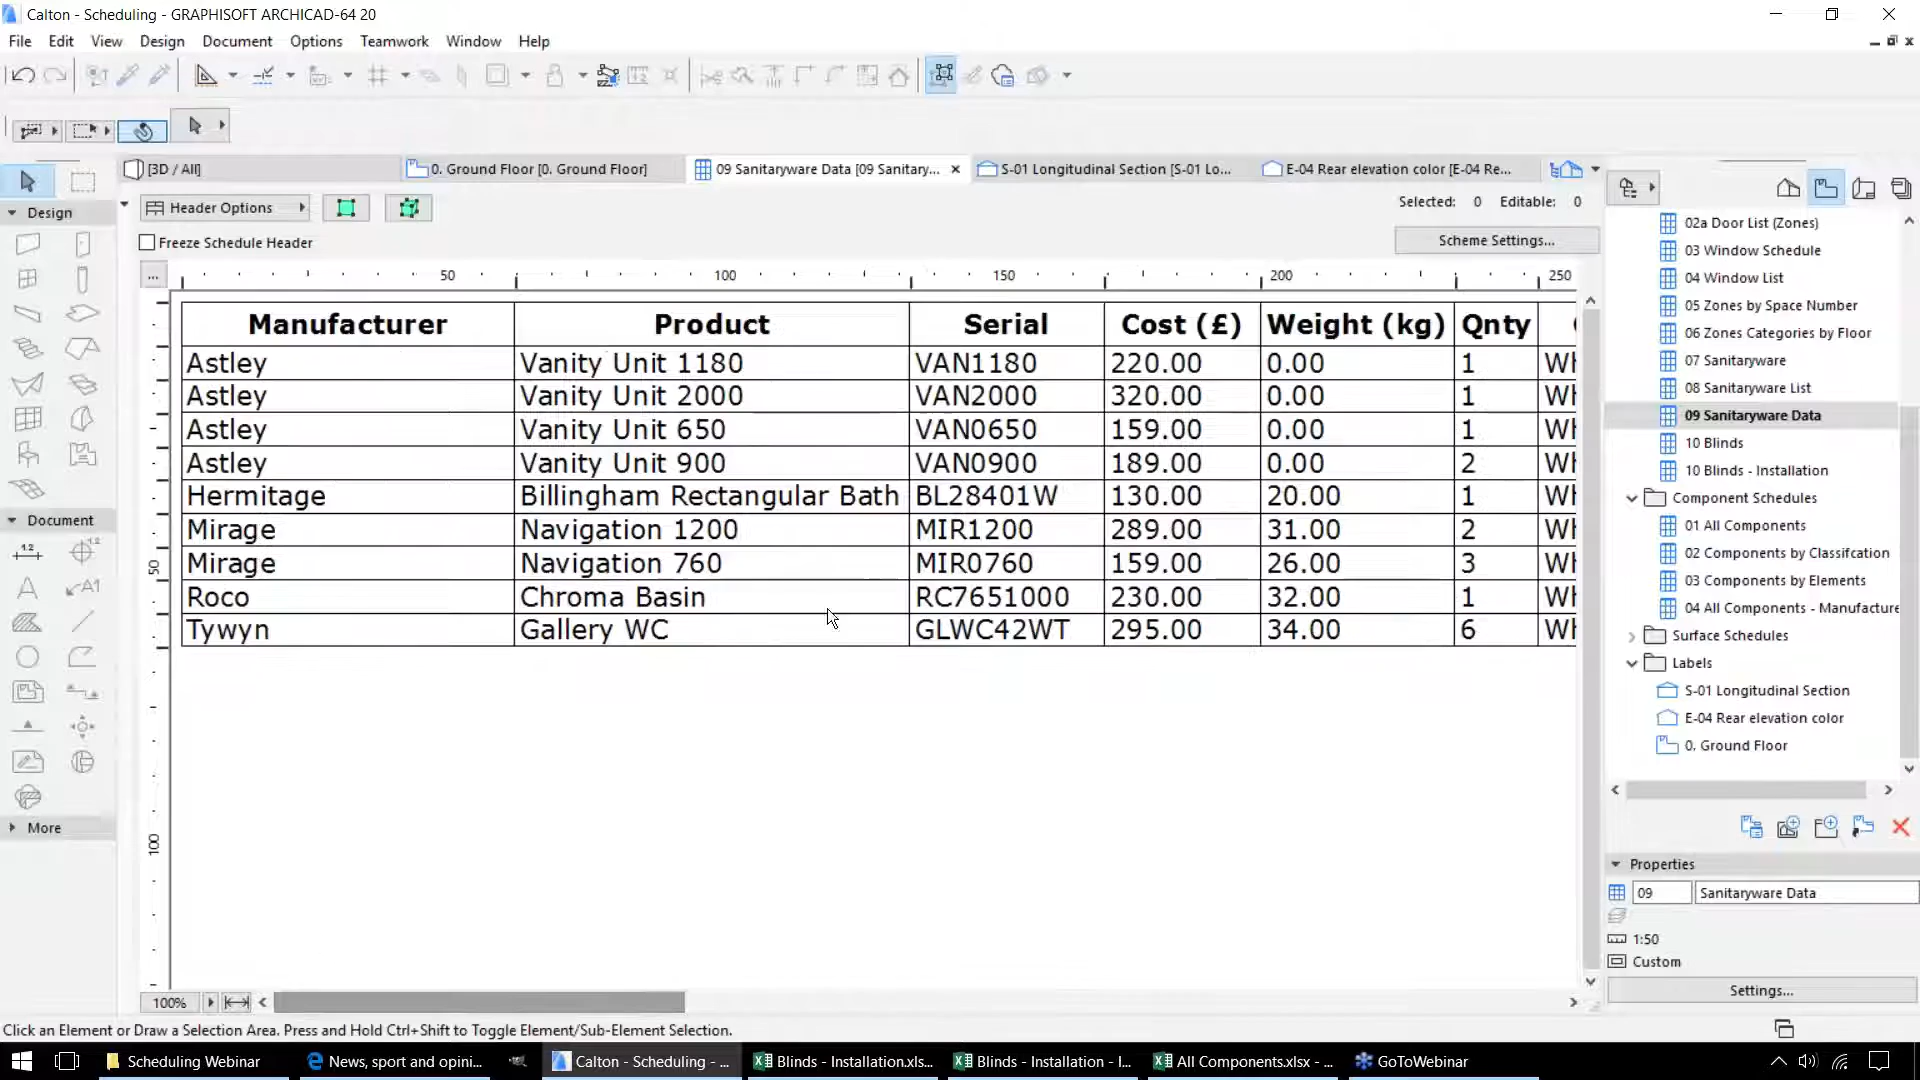 Calton - Scheduling - GRAPHISOFT ARCHICAD-64 20
File Edit View Design Document Options Teamwork Window Help
[3D / All]
0. Ground Floor [0. Ground Floor]
09 Sanitaryware Data [09 Sanitary...
S-01 Longitudinal Section [S-01 Lo...
E-04 Rear elevation color [E-04 Re...
Design
Header Options
Selected: 0 Editable: 0
Freeze Schedule Header
Scheme Settings...
...
50 100 150 200 250
Manufacturer Product Serial Cost (£) Weight (kg) Qnty
Astley Vanity Unit 1180 VAN1180 220.00 0.00 1
Astley Vanity Unit 2000 VAN2000 320.00 0.00 1
Astley Vanity Unit 650 VAN0650 159.00 0.00 1
Astley Vanity Unit 900 VAN0900 189.00 0.00 2
Hermitage Billingham Rectangular Bath BL28401W 130.00 20.00 1
Mirage Navigation 1200 MIR1200 289.00 31.00 2
Mirage Navigation 760 MIR0760 159.00 26.00 3
Roco Chroma Basin RC7651000 230.00 32.00 1
Tywyn Gallery WC GLWC42WT 295.00 34.00 6
50
100
Document
1.2
1.2
A
A1
More
02a Door List (Zones)
03 Window Schedule
04 Window List
05 Zones by Space Number
06 Zones Categories by Floor
07 Sanitaryware
08 Sanitaryware List
09 Sanitaryware Data
10 Blinds
10 Blinds - Installation
Component Schedules
01 All Components
02 Components by Classifcation
03 Components by Elements
04 All Components - Manufacture
Surface Schedules
Labels
S-01 Longitudinal Section
E-04 Rear elevation color
0. Ground Floor
Properties
09 Sanitaryware Data
1:50
Custom
Settings...
100%
Click an Element or Draw a Selection Area. Press and Hold Ctrl+Shift to Toggle Element/Sub-Element Selection.
Scheduling Webinar
News, sport and opini...
Calton - Scheduling - ...
Blinds - Installation.xls...
Blinds - Installation - I...
All Components.xlsx - ...
GoToWebinar